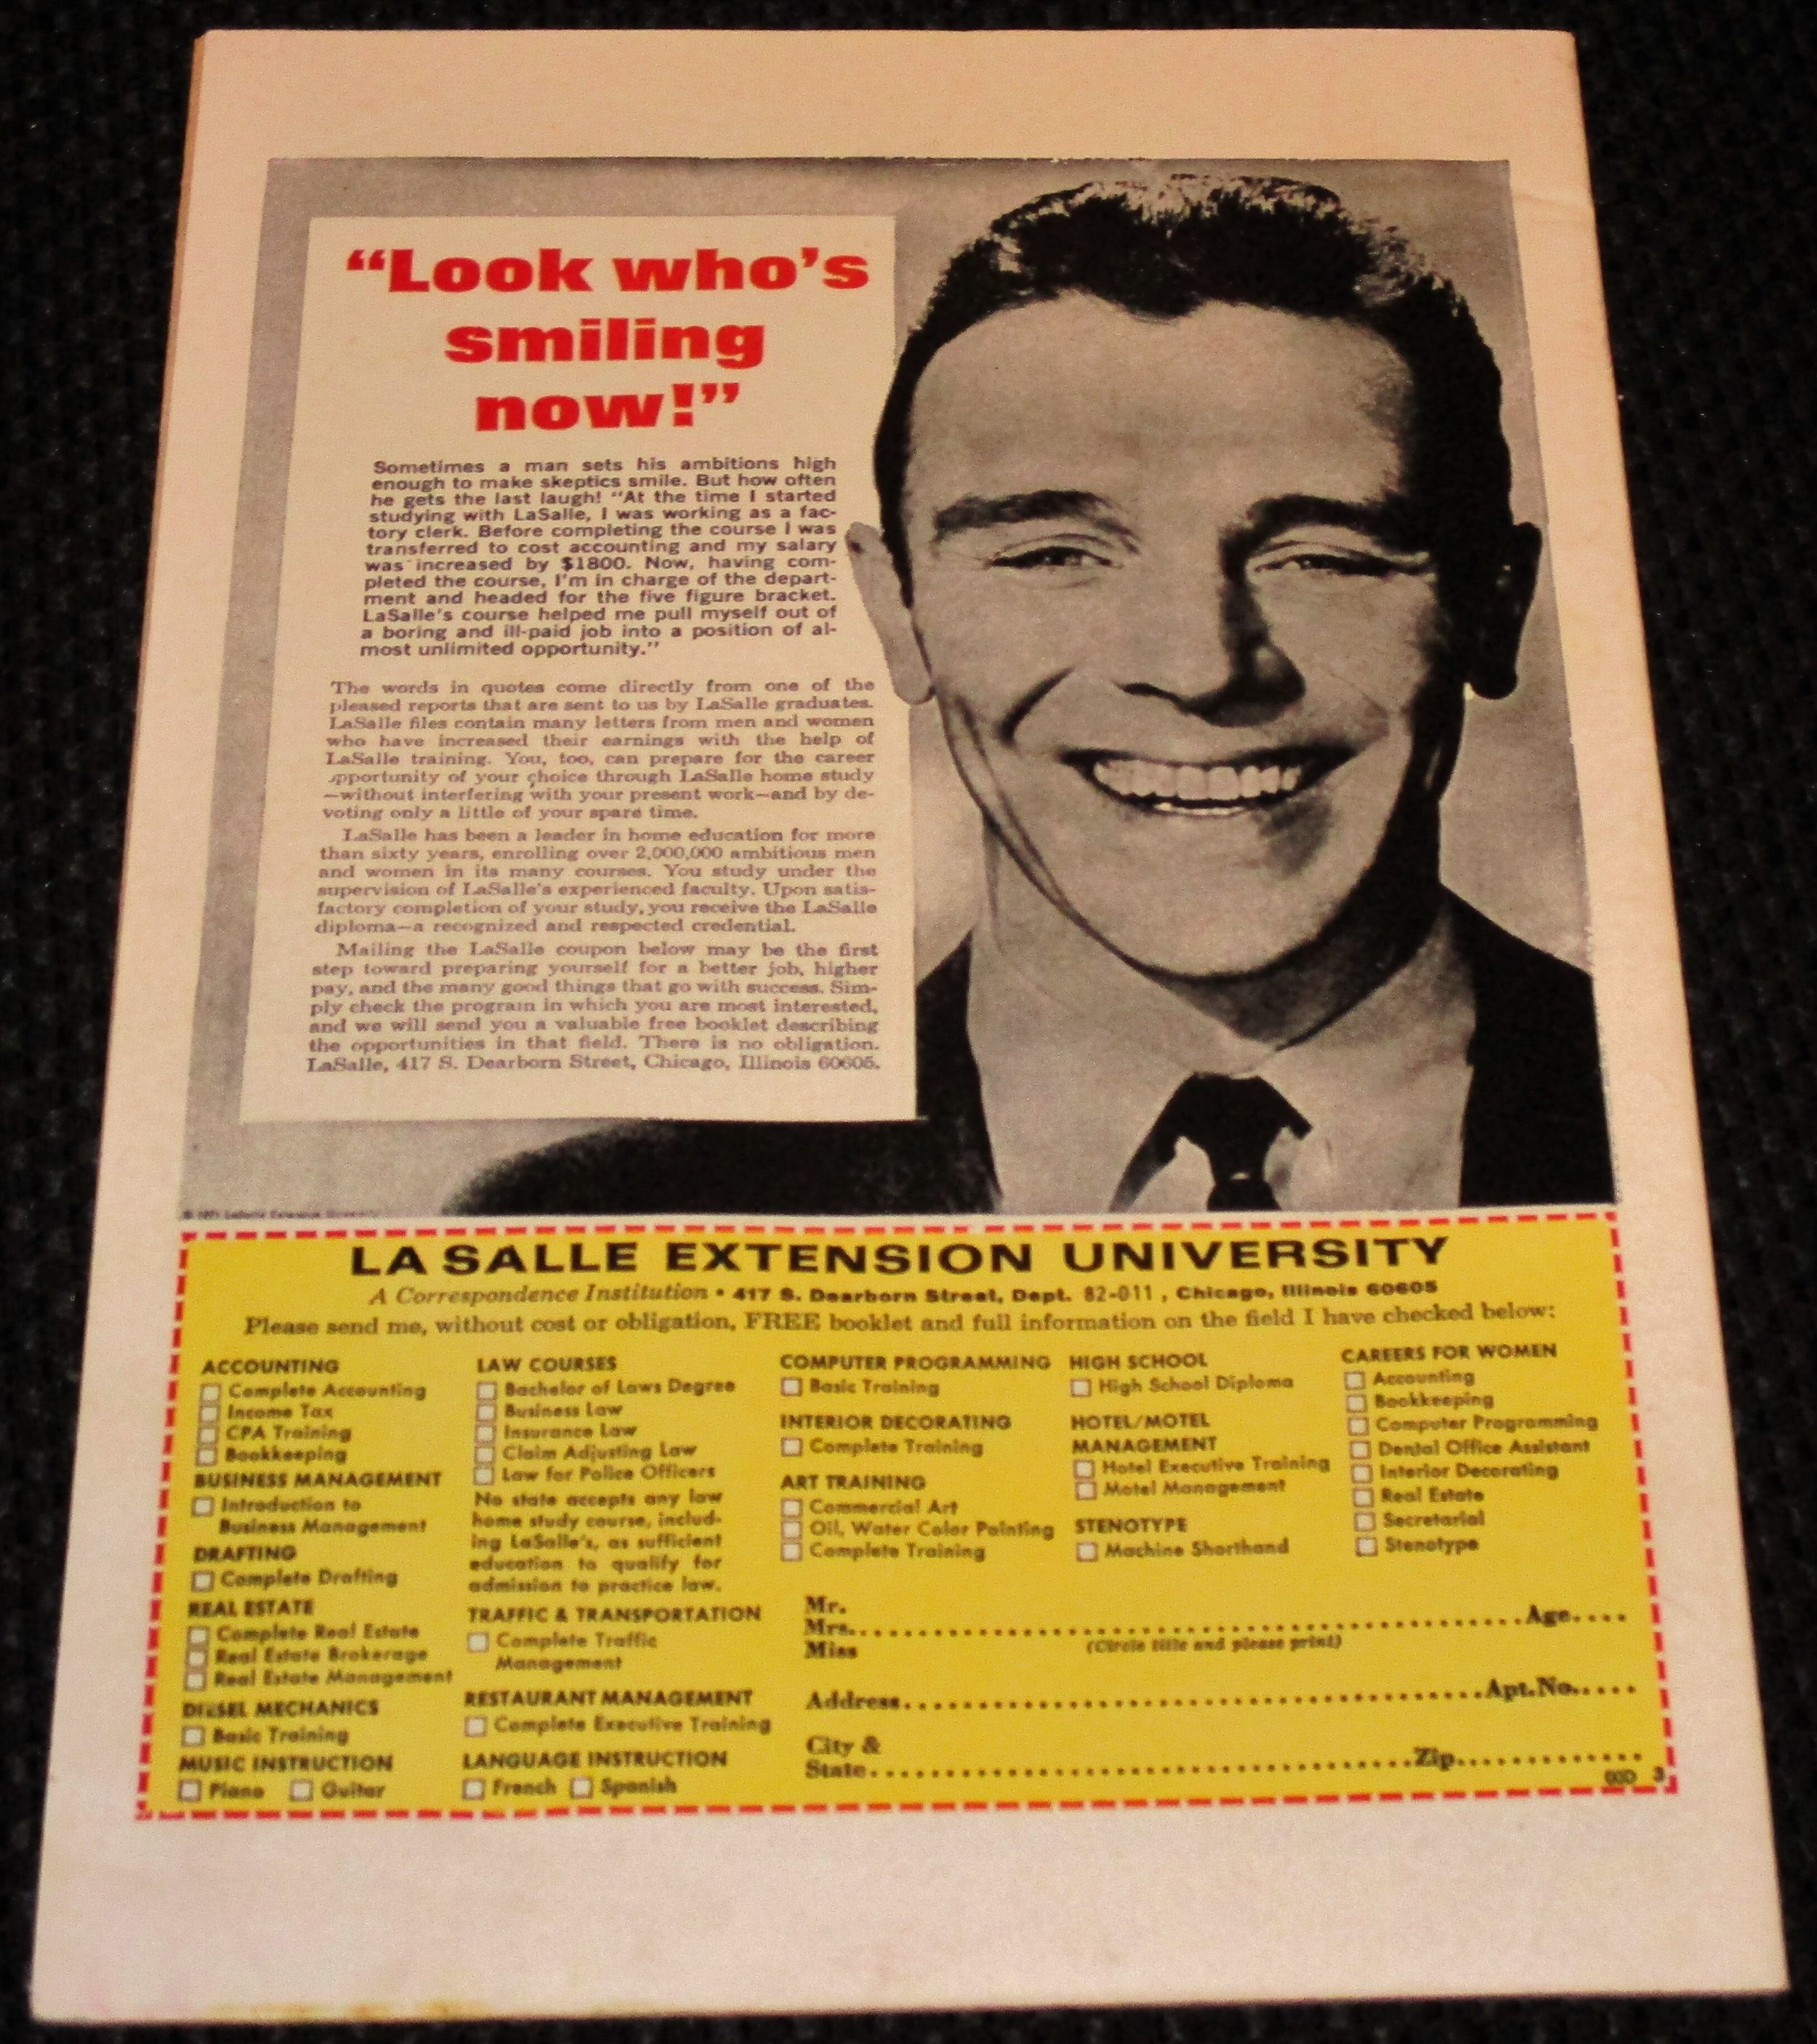 “Look who’s
smiling
now!”
Sometimes a man sets his ambitions high
enough to make skeptics smile. But how often
he gets the last laugh! “At the time I started
studying with LaSalle, I was working as a fac-
tory clerk. Before completing the course I was
transferred to cost accounting and my salary
was increased by $1800. Now, having com-
pleted the course, I’m in charge of the depart-
ment and headed for the five figure bracket.
LaSalle’s course helped me pull myself out of
a boring and ill-paid job into a position of al-
most unlimited opportunity.”
The words in quotes come directly from one of the
pleased reports that are sent to us by LaSalle graduates.
LaSalle files contain many letters from men and women
who have increased their earnings with the help of
LaSalle training. You, too, can prepare for the career
opportunity of your choice through LaSalle home study
—without interfering with your present work—and by de-
voting only a little of your spare time.
LaSalle has been a leader in home education for more
than sixty years, enrolling over 2,000,000 ambitious men
and women in its many courses. You study under the
supervision of LaSalle’s experienced faculty. Upon satis-
factory completion of your study, you receive the LaSalle
diploma—a recognized and respected credential.
Mailing the LaSalle coupon below may be the first
step toward preparing yourself for a better job, higher
pay, and the many good things that go with success. Sim-
ply check the program in which you are most interested,
and we will send you a valuable free booklet describing
the opportunities in that field. There is no obligation.
LaSalle, 417 S. Dearborn Street, Chicago, Illinois 60605.
© 1971 LaSalle Extension University
LA SALLE EXTENSION UNIVERSITY
A Correspondence Institution • 417 S. Dearborn Street, Dept. 82-011, Chicago, Illinois 60605
Please send me, without cost or obligation, FREE booklet and full information on the field I have checked below:
ACCOUNTING
Complete Accounting
Income Tax
CPA Training
Bookkeeping
BUSINESS MANAGEMENT
Introduction to
Business Management
DRAFTING
Complete Drafting
REAL ESTATE
Complete Real Estate
Real Estate Brokerage
Real Estate Management
DIESEL MECHANICS
Basic Training
MUSIC INSTRUCTION
Piano Guitar
LAW COURSES
Bachelor of Laws Degree
Business Law
Insurance Law
Claim Adjusting Law
Law for Police Officers
No state accepts any law
home study course, includ-
ing LaSalle’s, as sufficient
education to qualify for
admission to practice law.
TRAFFIC & TRANSPORTATION
Complete Traffic
Management
RESTAURANT MANAGEMENT
Complete Executive Training
LANGUAGE INSTRUCTION
French Spanish
COMPUTER PROGRAMMING
Basic Training
INTERIOR DECORATING
Complete Training
ART TRAINING
Commercial Art
Oil, Water Color Painting
Complete Training
HIGH SCHOOL
High School Diploma
HOTEL/MOTEL
MANAGEMENT
Hotel Executive Training
Motel Management
STENOTYPE
Machine Shorthand
CAREERS FOR WOMEN
Accounting
Bookkeeping
Computer Programming
Dental Office Assistant
Interior Decorating
Real Estate
Secretarial
Stenotype
Mr.
Mrs. Age
Miss (Circle title and please print)
Address Apt. No.
City &
State Zip
3